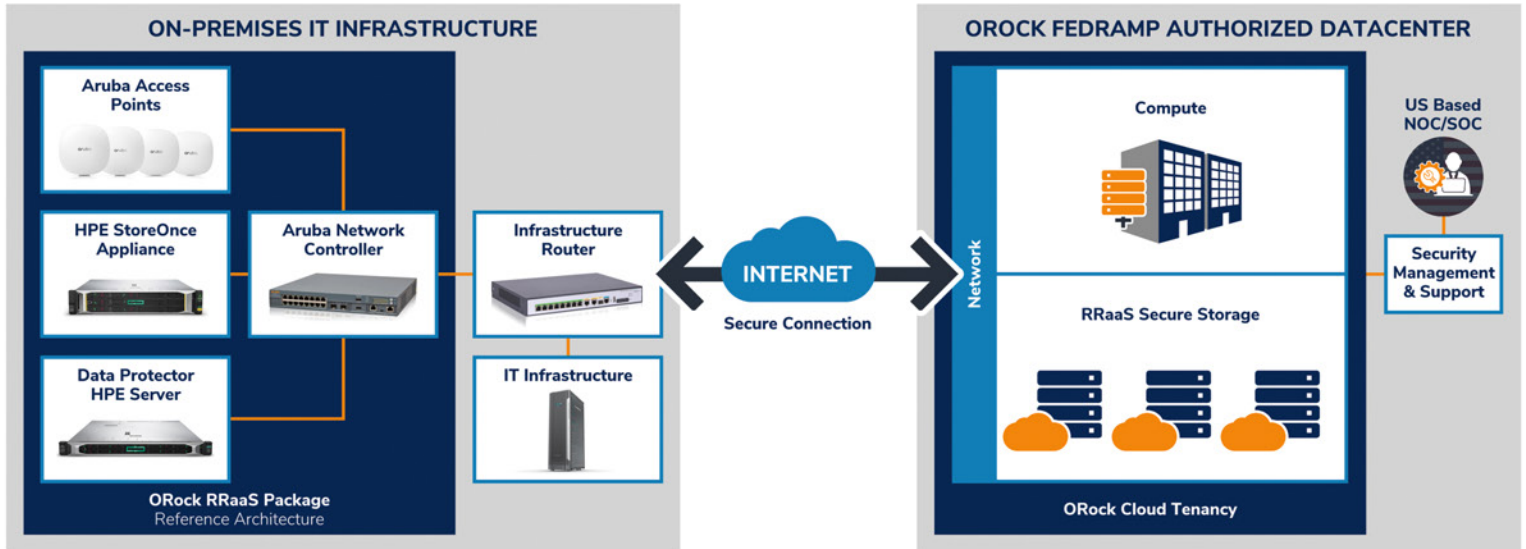 ON-PREMISES IT INFRASTRUCTURE
Aruba Access
Points
HPE StoreOnce
Appliance
Aruba Network
Controller
Data Protector
HPE Server
ORock RRaaS Package
Reference Architecture
Infrastructure
Router
IT Infrastructure
INTERNET
Secure Connection
OROCK FEDRAMP AUTHORIZED DATACENTER
Network
Compute
RRaaS Secure Storage
ORock Cloud Tenancy
US Based
NOC/SOC
Security
Management
& Support